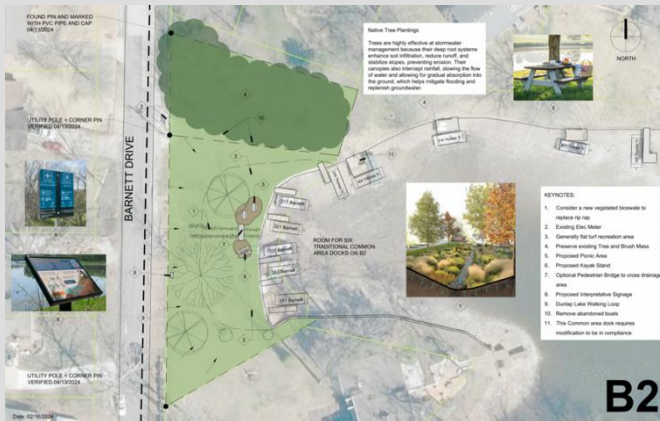 FOUND PIN AND MARKED
WITH PVC PIPE AND CAP
04/13/2024
UTILITY POLE = CORNER PIN
VERIFIED 04/13/2024
BARNETT DRIVE
UTILITY POLE = CORNER PIN
VERIFIED 04/13/2024
Date: 02/16/2024
Native Tree Plantings
Trees are highly effective at stormwater
management because their deep root systems
enhance soil infiltration, reduce runoff, and
stabilize slopes, preventing erosion. Their
canopies also intercept rainfall, slowing the flow
of water and allowing for gradual absorption into
the ground, which helps mitigate flooding and
replenish groundwater.
NORTH
317 Barnett
321 Barnett
331 Barnett
ROOM FOR SIX
TRADITIONAL COMMON
AREA DOCKS ON B2
KEYNOTES:
1. Consider a new vegetated bioswale to
replace rip rap
2. Existing Elec Meter
3. Generally flat turf recreation area
4. Preserve existing Tree and Brush Mass
5. Proposed Picnic Area
6. Proposed Kayak Stand
7. Optional Pedestrian Bridge to cross drainage
area
8. Proposed Interpretive Signage
9. Dunlap Lake Walking Loop
10. Remove abandoned boats
11. This Common area dock requires
modification to be in compliance
B2